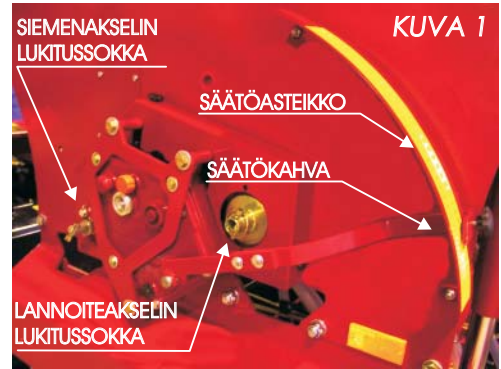 SIEMENAKSELIN
LUKITUSSOKKA
KUVA 1
SÄÄTÖASTEIKKO
SÄÄTÖKAHVA
LANNOITEAKSELIN
LUKITUSSOKKA